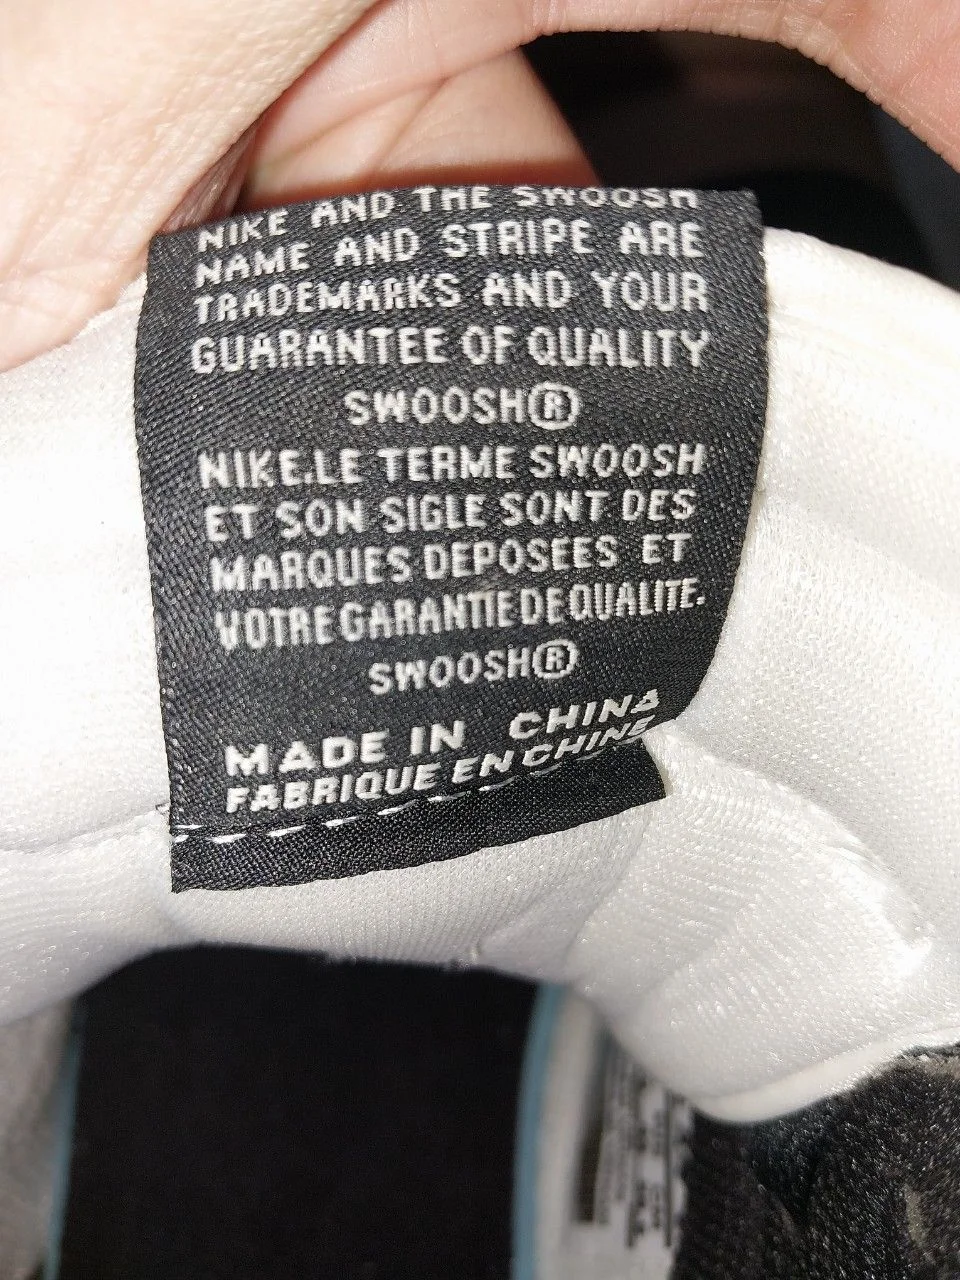 NIKE AND THE SWOOSH
NAME AND STRIPE ARE
TRADEMARKS AND YOUR
GUARANTEE OF QUALITY
SWOOSH®
NIKE.LE TERME SWOOSH
ET SON SIGLE SONT DES
MARQUES DEPOSEES ET
VOTRE GARANTIE DE QUALITE.
SWOOSH®
MADE IN CHINA
FABRIQUE EN CHINE